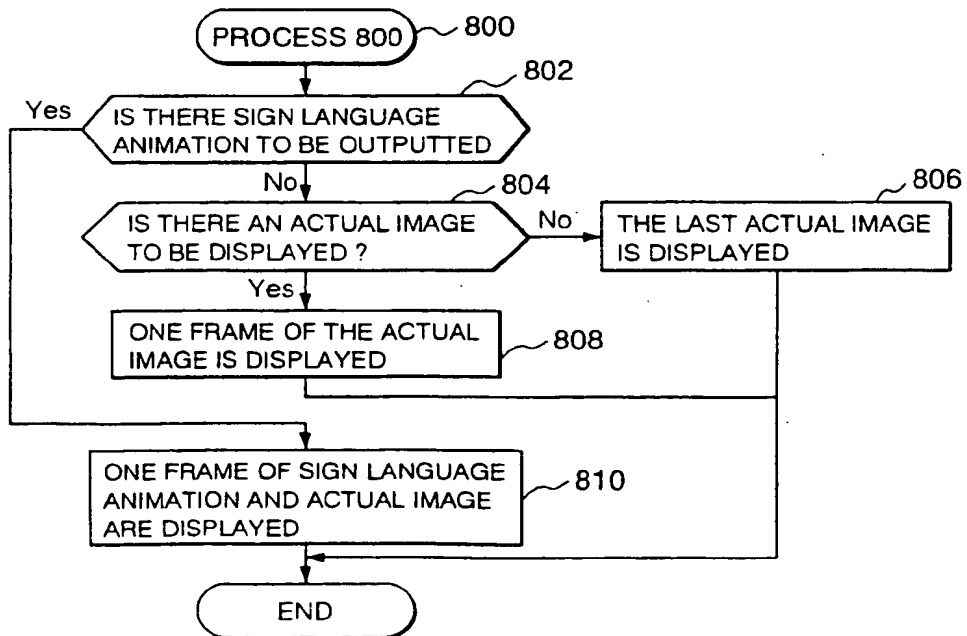 PROCESS 800
800
802
Yes
IS THERE SIGN LANGUAGE
ANIMATION TO BE OUTPUTTED
No
804
IS THERE AN ACTUAL IMAGE
TO BE DISPLAYED ?
No
806
THE LAST ACTUAL IMAGE
IS DISPLAYED
Yes
ONE FRAME OF THE ACTUAL
IMAGE IS DISPLAYED
808
ONE FRAME OF SIGN LANGUAGE
ANIMATION AND ACTUAL IMAGE
ARE DISPLAYED
810
END